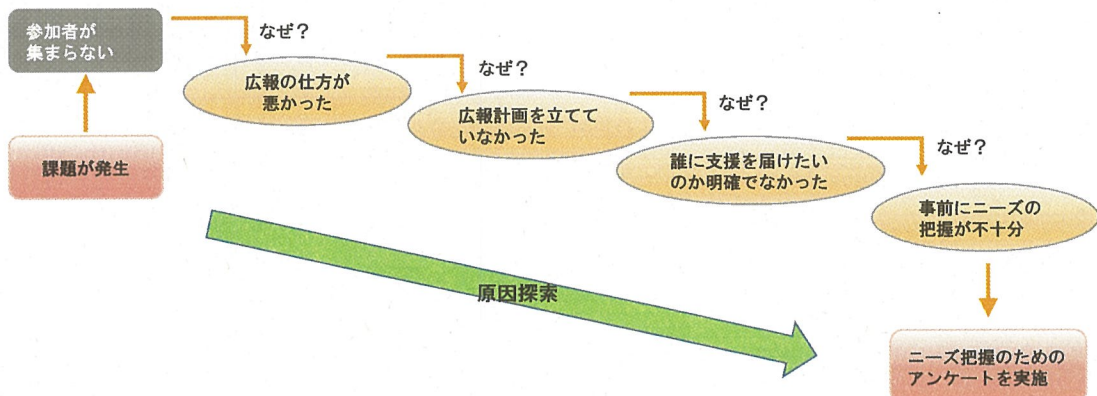 参加者が
集まらない
課題が発生
なぜ？
広報の仕方が
悪かった
なぜ？
広報計画を立てて
いなかった
なぜ？
誰に支援を届けたい
のか明確でなかった
なぜ？
事前にニーズの
把握が不十分
原因探索
ニーズ把握のための
アンケートを実施